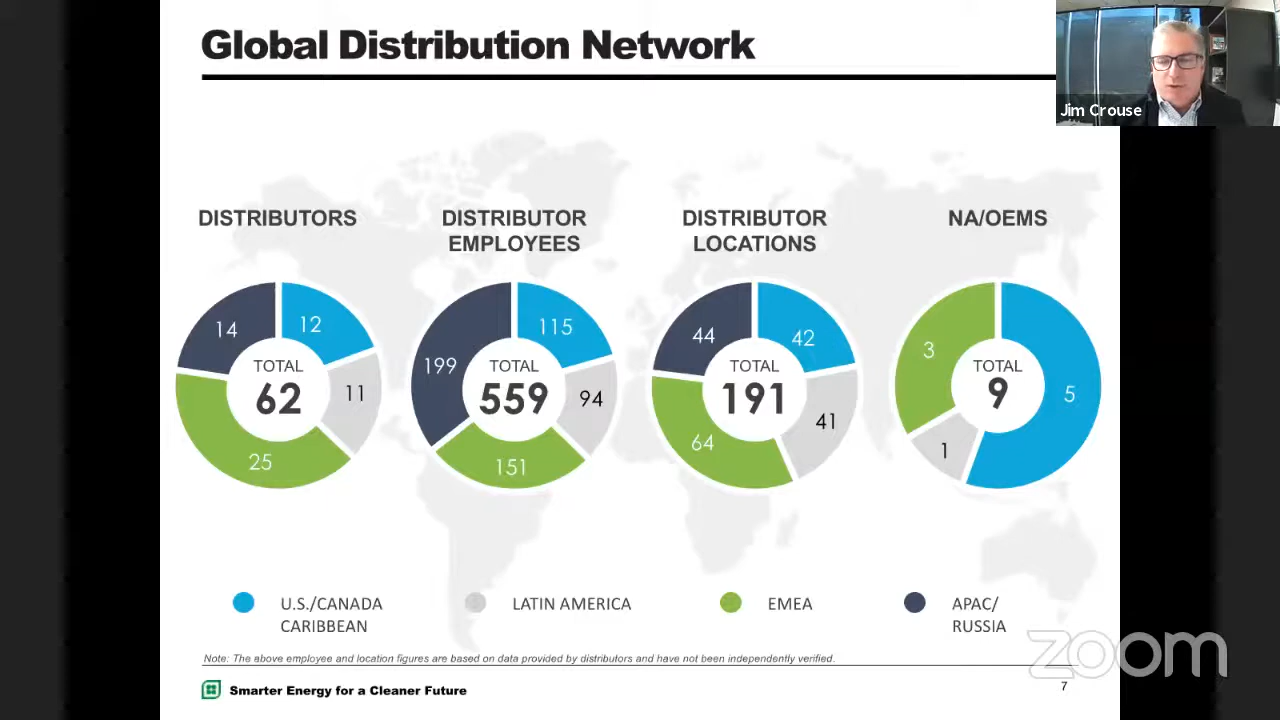 Global Distribution Network
Jim Crouse
DISTRIBUTORS
DISTRIBUTOR
EMPLOYEES
DISTRIBUTOR
LOCATIONS
NA/OEMS
14
12
TOTAL
62
11
25
199
115
TOTAL
559
94
151
44
42
TOTAL
191
41
64
3
TOTAL
9
5
1
U.S./CANADA
CARIBBEAN
LATIN AMERICA
EMEA
APAC/
RUSSIA
Note: The above employee and location figures are based on data provided by distributors and have not been independently verified.
Smarter Energy for a Cleaner Future
7
zoom